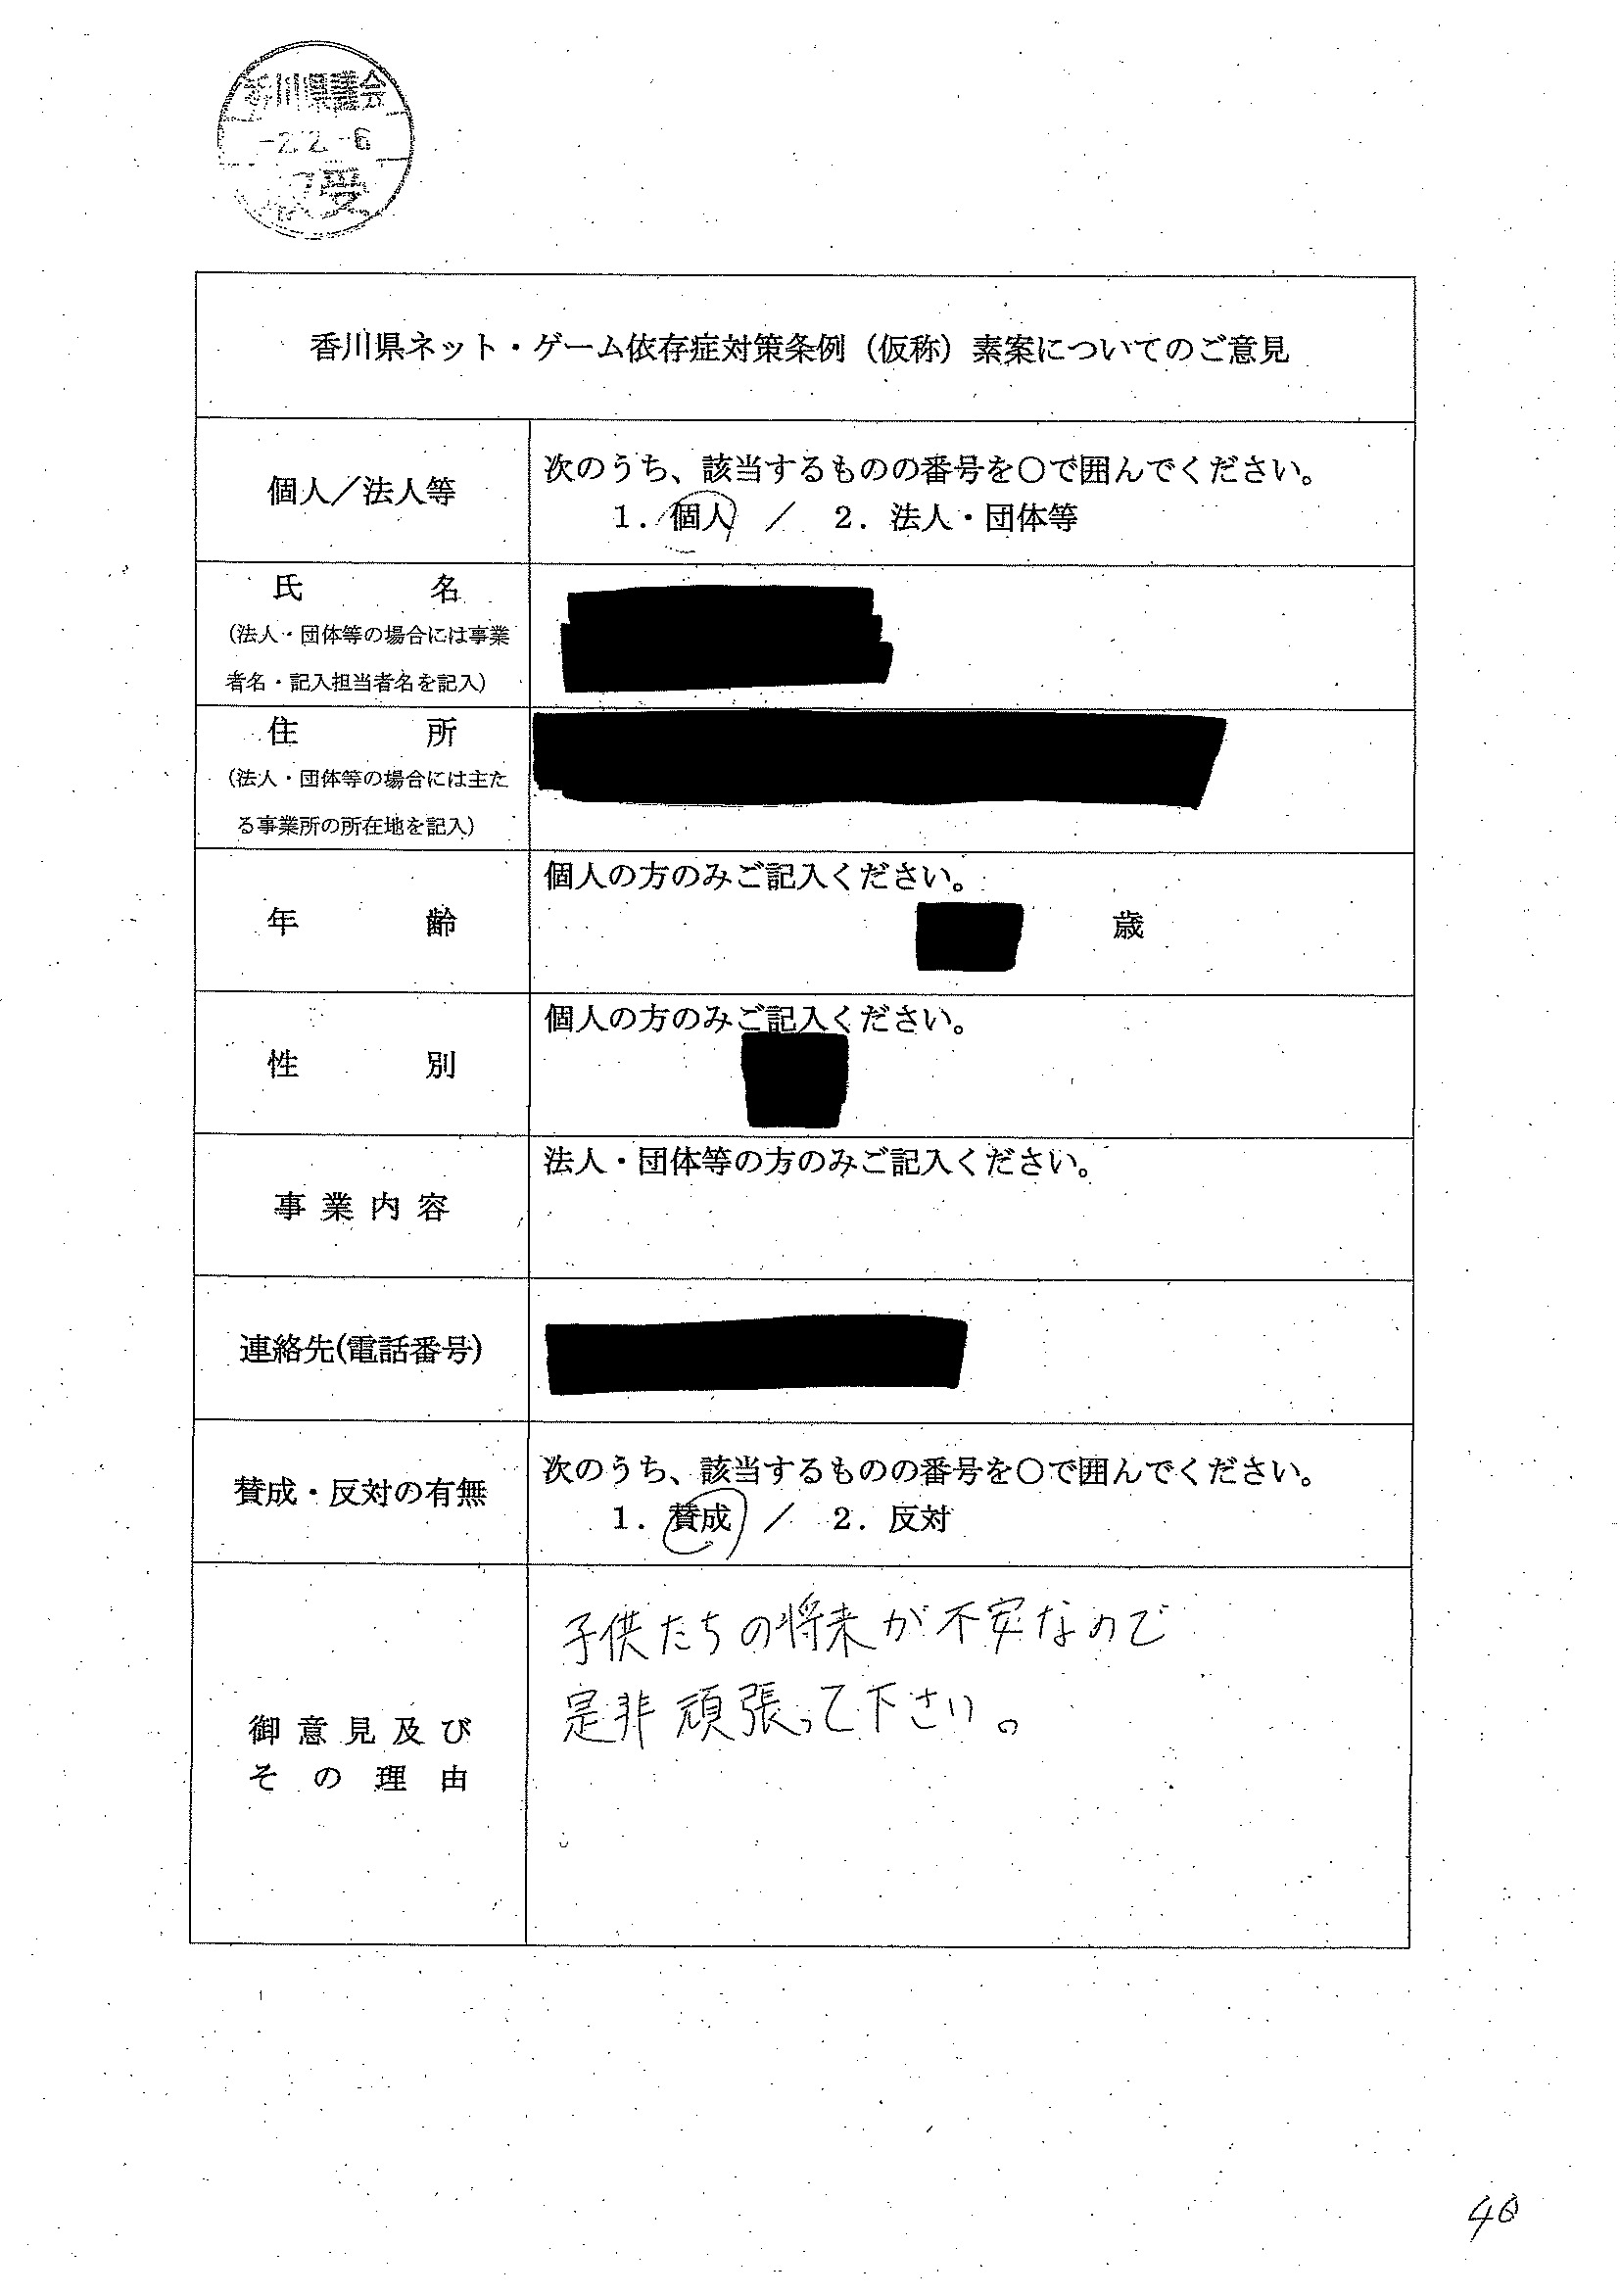 香川県議会
-2.2.-6
受
香川県ネット・ゲーム依存症対策条例（仮称）素案についてのご意見
個人／法人等
次のうち、該当するものの番号を○で囲んでください。
1．個人 ／ 2．法人・団体等
氏 名
（法人・団体等の場合には事業
者名・記入担当者名を記入）
住 所
（法人・団体等の場合には主た
る事業所の所在地を記入）
年 齢
個人の方のみご記入ください。
歳
性 別
個人の方のみご記入ください。
事 業 内 容
法人・団体等の方のみご記入ください。
連絡先(電話番号)
賛成・反対の有無
次のうち、該当するものの番号を○で囲んでください。
1．賛成 ／ 2．反対
御 意 見 及 び
そ の 理 由
子供たちの将来が不安なので
是非頑張って下さい。